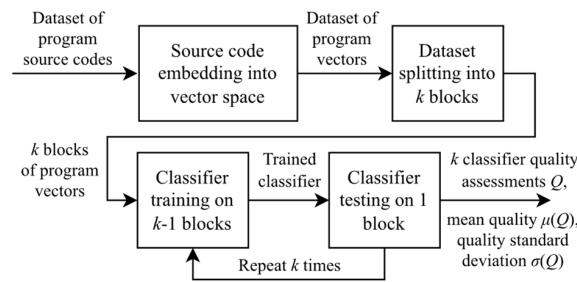 Dataset of
program
source codes
Source code
embedding into
vector space
Dataset of
program
vectors
Dataset
splitting into
k blocks
k blocks
of program
vectors
Classifier
training on
k-1 blocks
Trained
classifier
Classifier
testing on 1
block
k classifier quality
assessments Q,
mean quality μ(Q),
quality standard
deviation σ(Q)
Repeat k times